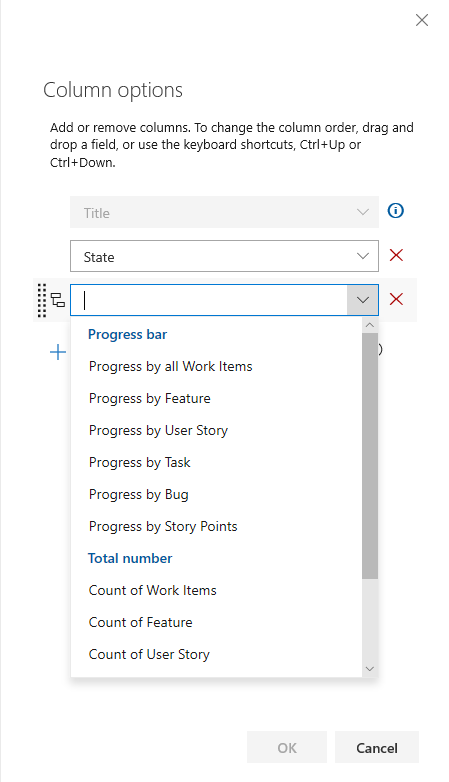 Column options
Add or remove columns. To change the column order, drag and
drop a field, or use the keyboard shortcuts, Ctrl+Up or
Ctrl+Down.
Title
State
Progress bar
Progress by all Work Items
Progress by Feature
Progress by User Story
Progress by Task
Progress by Bug
Progress by Story Points
Total number
Count of Work Items
Count of Feature
Count of User Story
OK
Cancel